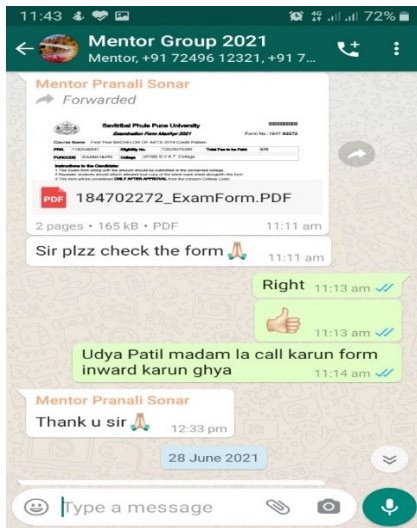 11:43
72%
Mentor Group 2021
Mentor, +91 72496 12321, +91 7...
Mentor Pranali Sonar
Forwarded
Savitribai Phule Pune University
PDF
184702272_ExamForm.PDF
2 pages • 165 kB • PDF 11:11 am
Sir plzz check the form 🙏 11:11 am
Right 11:13 am
👍 11:13 am
Udya Patil madam la call karun form
inward karun ghya 11:14 am
Mentor Pranali Sonar
Thank u sir 🙏 12:33 pm
28 June 2021
Type a message